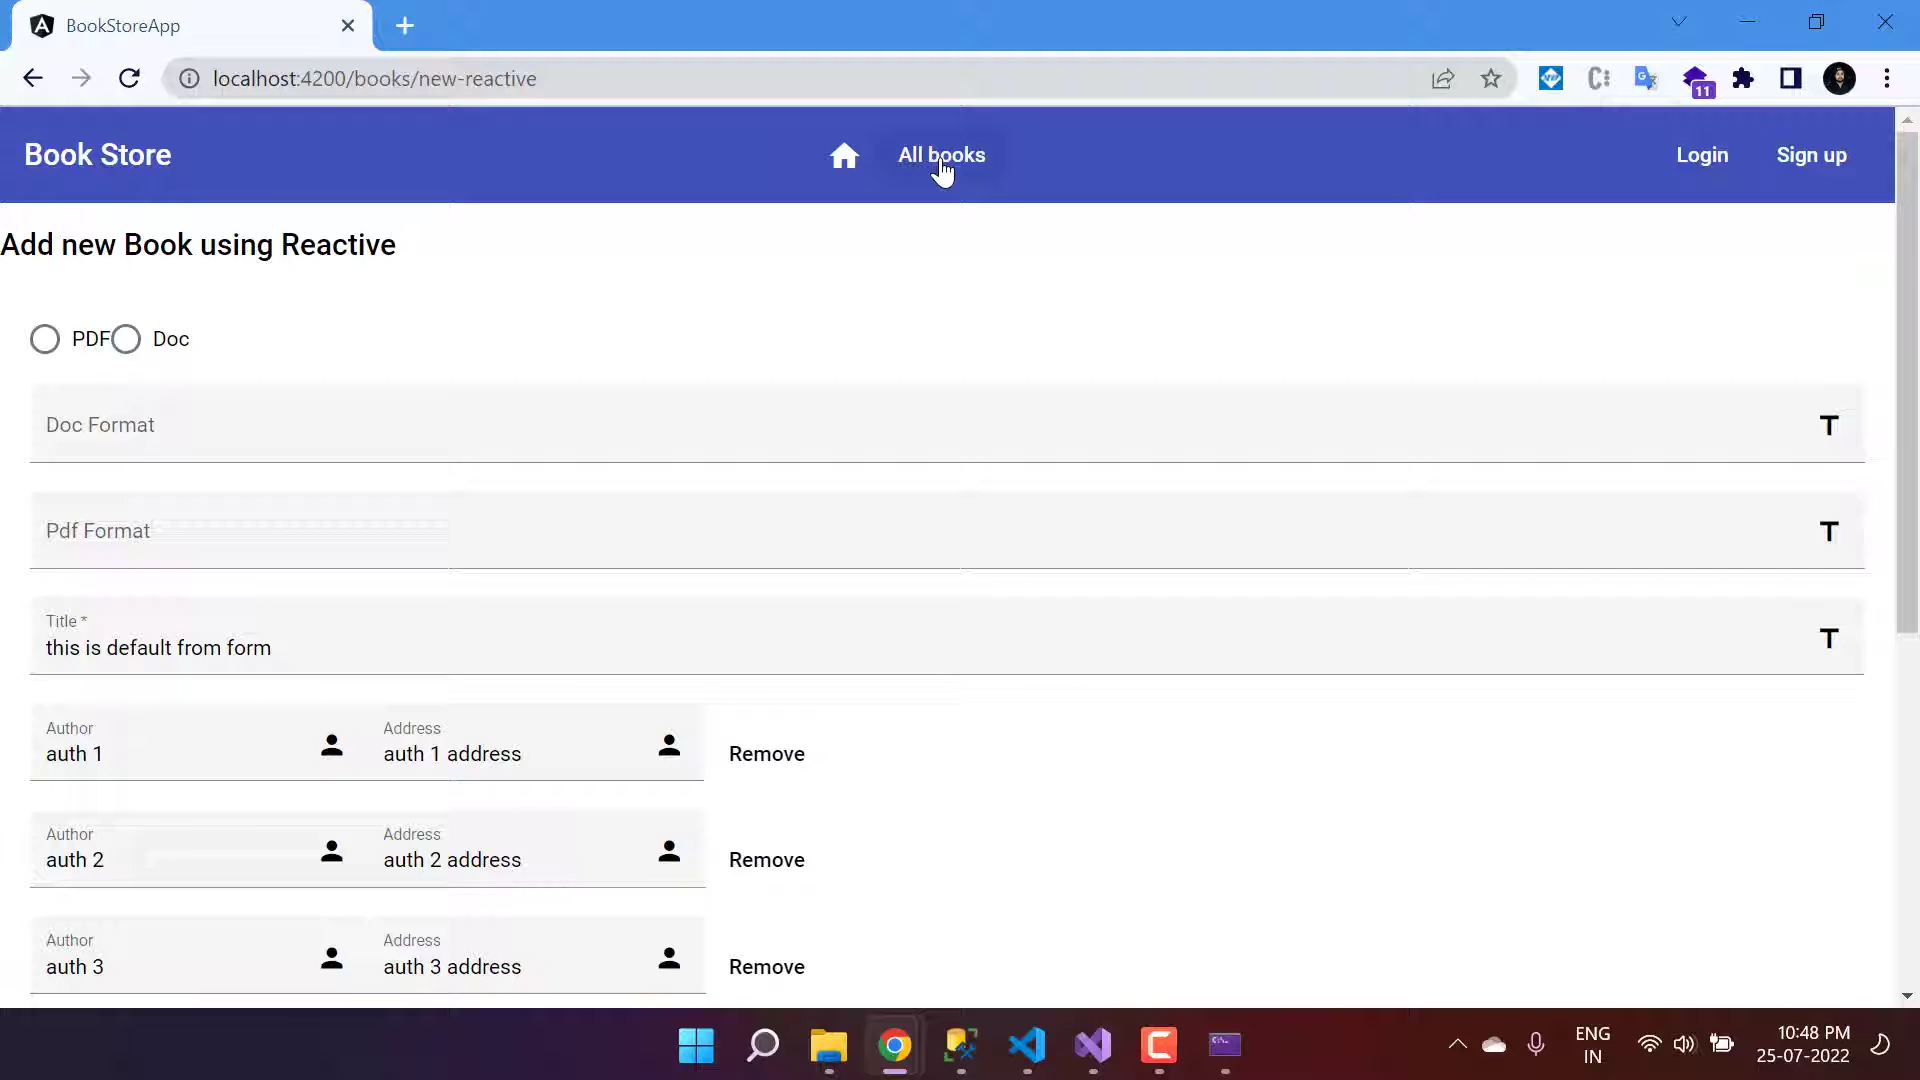 BookStoreApp
localhost:4200/books/new-reactive
11
Book Store
All books
Login
Sign up
Add new Book using Reactive
PDF
Doc
Doc Format
Pdf Format
Title *
this is default from form
Author
auth 1
Address
auth 1 address
Remove
Author
auth 2
Address
auth 2 address
Remove
Author
auth 3
Address
auth 3 address
Remove
ENG
IN
10:48 PM
25-07-2022